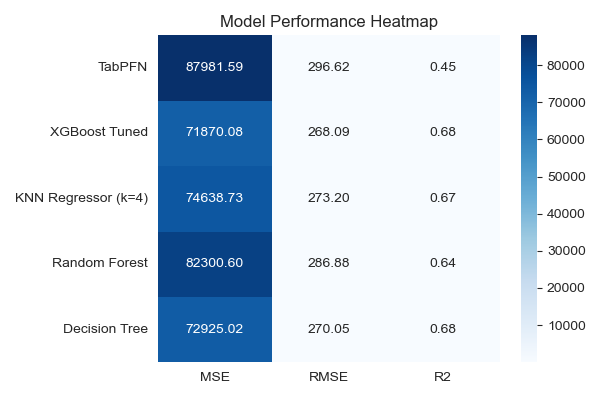 Model Performance Heatmap
TabPFN 87981.59 296.62 0.45
XGBoost Tuned 71870.08 268.09 0.68
KNN Regressor (k=4) 74638.73 273.20 0.67
Random Forest 82300.60 286.88 0.64
Decision Tree 72925.02 270.05 0.68
MSE RMSE R2
80000
70000
60000
50000
40000
30000
20000
10000